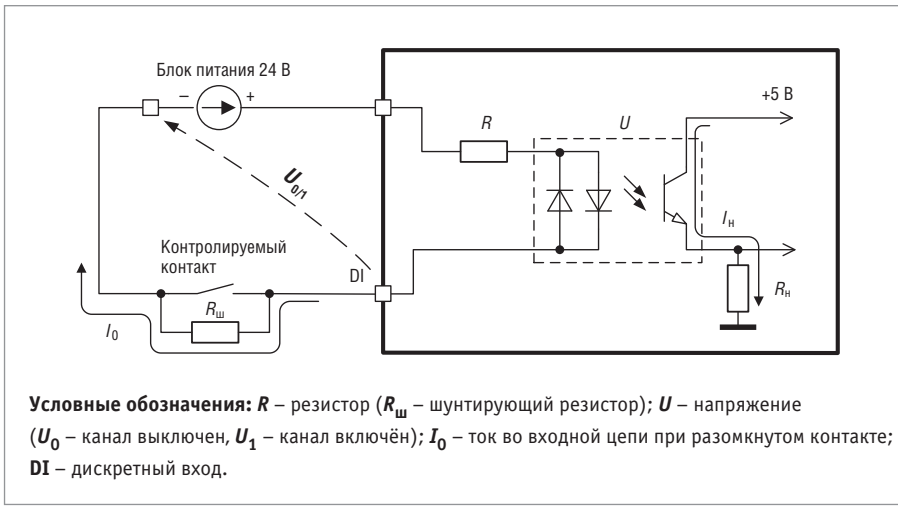 Блок питания 24 В
– +
+5 В
R
U
U0/1
Контролируемый
контакт
DI
Iн
Rн
Rш
I0
Условные обозначения: R – резистор (Rш – шунтирующий резистор); U – напряжение
(U0 – канал выключен, U1 – канал включён); I0 – ток во входной цепи при разомкнутом контакте;
DI – дискретный вход.